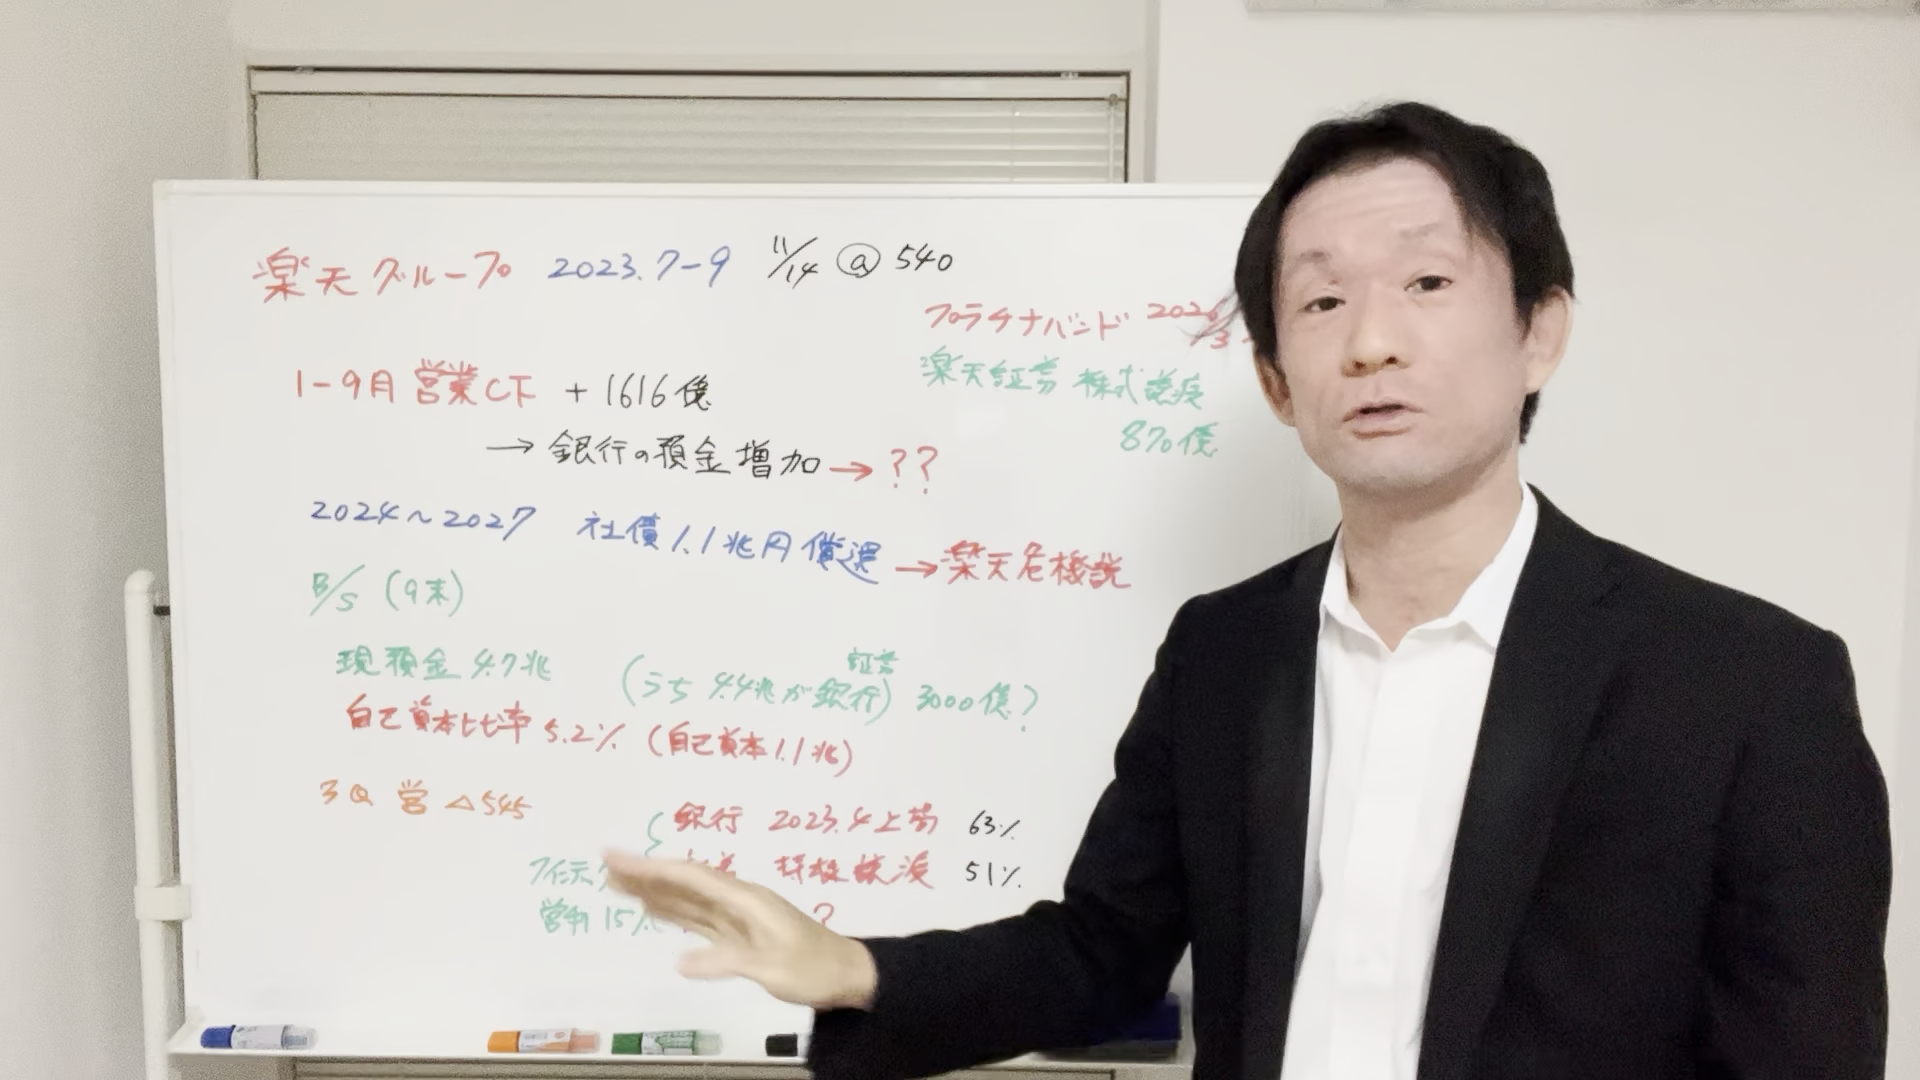 楽天グループ 2023.7-9 11/14 @ 540
プラチナバンド 2026/3
楽天証券 株式譲渡
870億
1-9月 営業CF +1616億
→ 銀行の預金増加 → ??
2024~2027 社債1.1兆円償還 → 楽天危機説
B/S (9末)
現預金 4.7兆 (うち 4.4兆が銀行) 証券 3000億?
自己資本比率 5.2% (自己資本1.1兆)
3Q 営 △545
銀行 2023.4上場 63%
51%
フィンテ
営利 15%
?